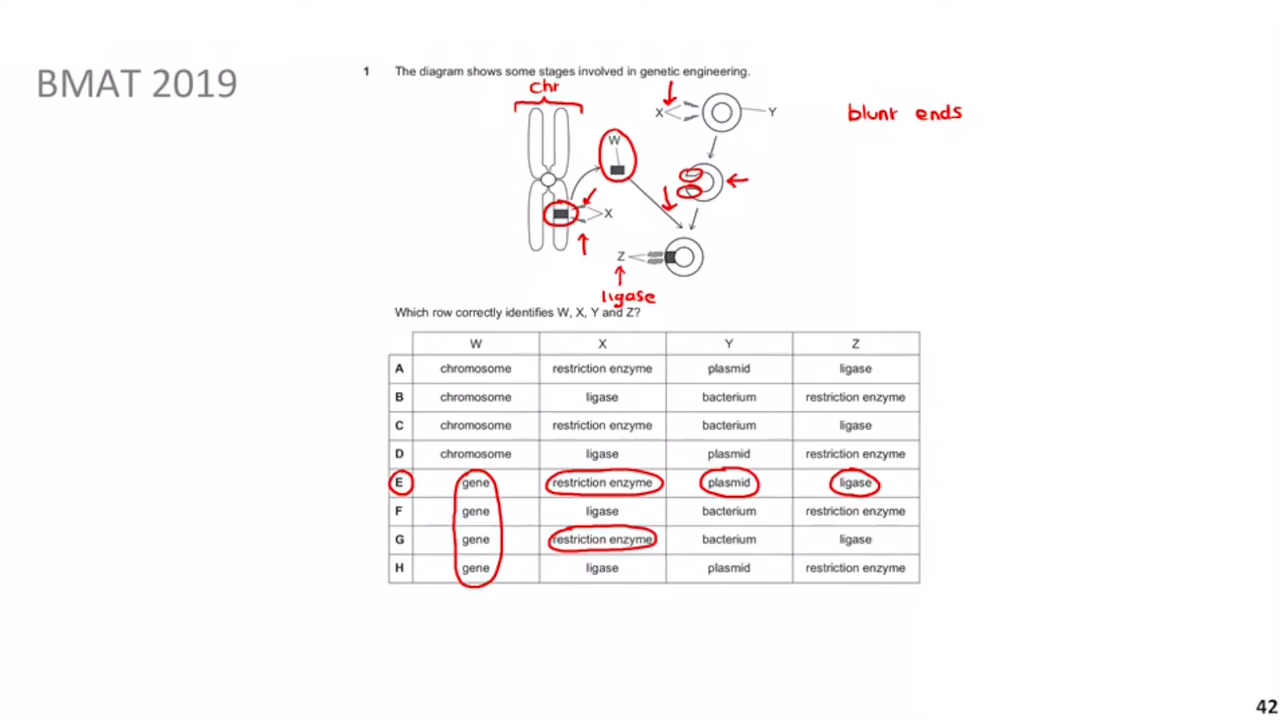 BMAT 2019
1 The diagram shows some stages involved in genetic engineering.
chr
X
Y
blunt ends
W
X
Z
ligase
Which row correctly identifies W, X, Y and Z?
W X Y Z
A chromosome restriction enzyme plasmid ligase
B chromosome ligase bacterium restriction enzyme
C chromosome restriction enzyme bacterium ligase
D chromosome ligase plasmid restriction enzyme
E gene restriction enzyme plasmid ligase
F gene ligase bacterium restriction enzyme
G gene restriction enzyme bacterium ligase
H gene ligase plasmid restriction enzyme
42